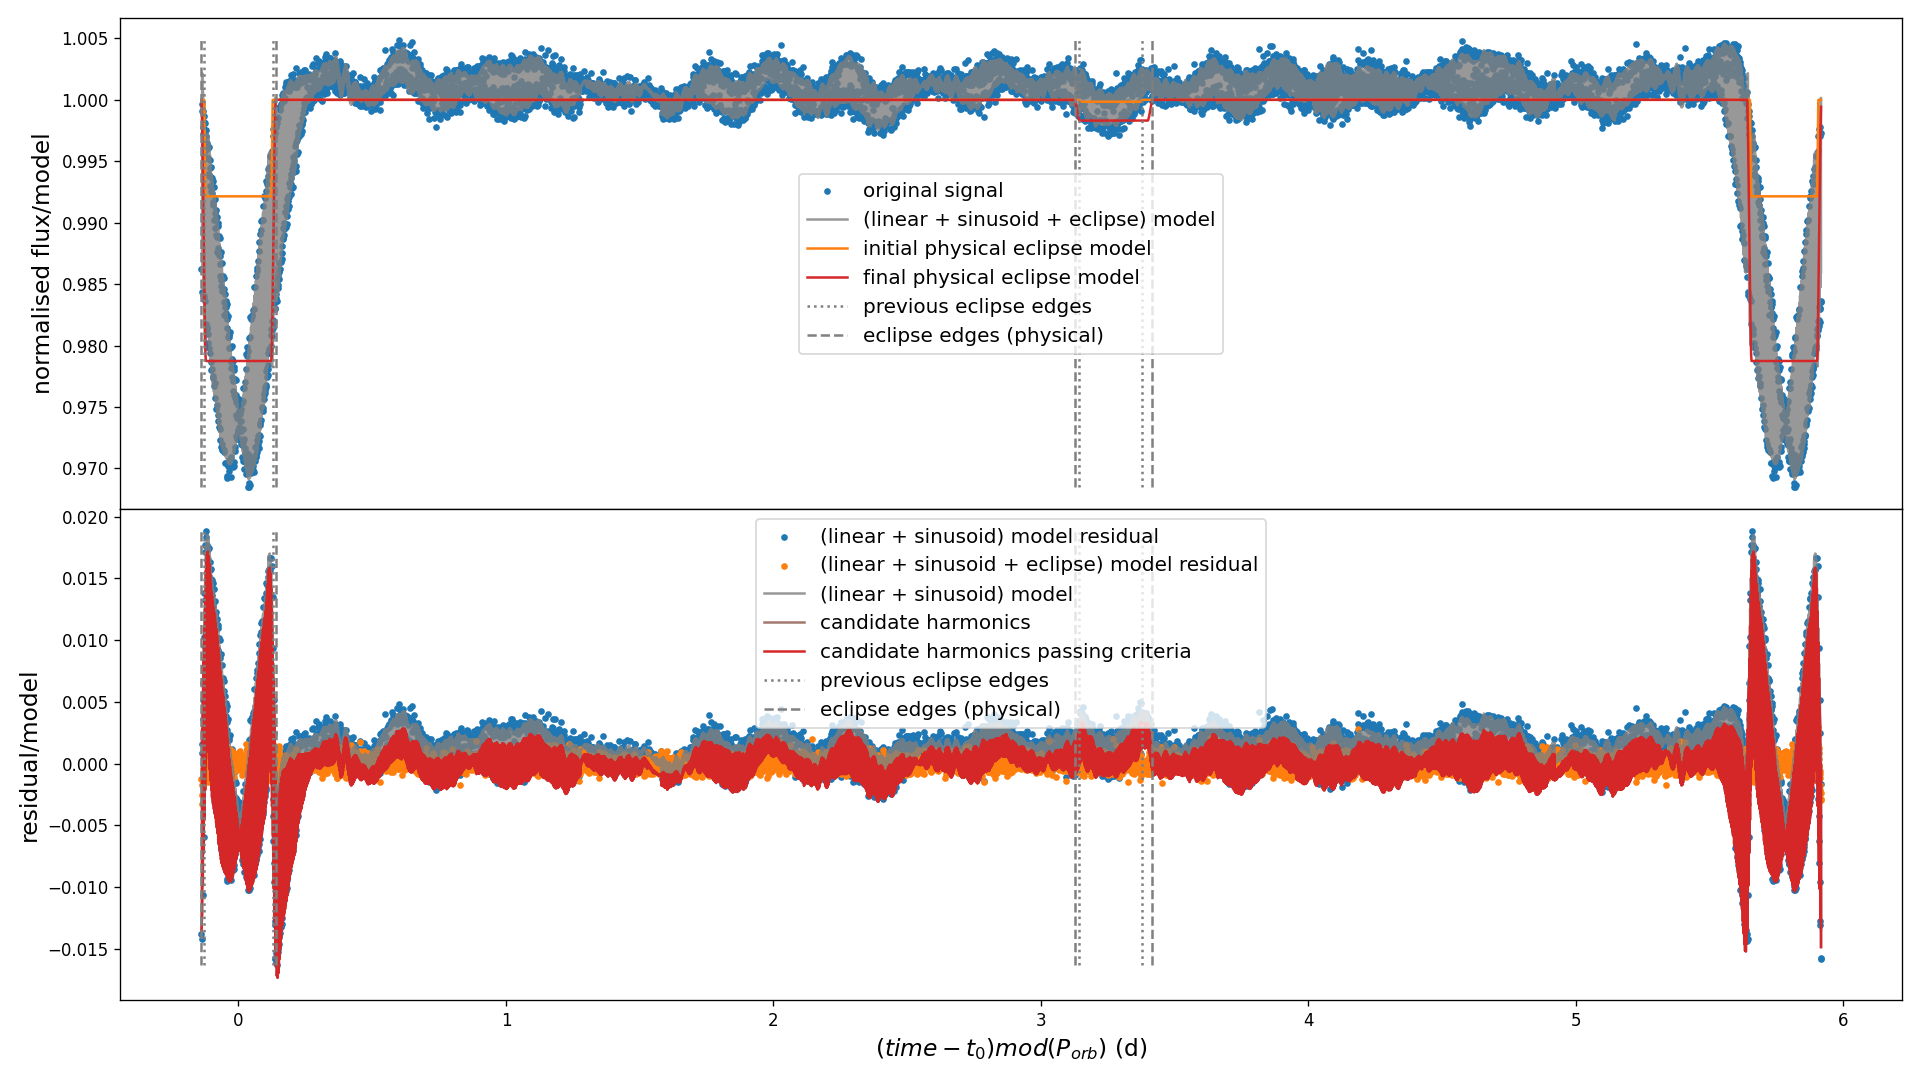 1.005
1.000
0.995
0.990
0.985
0.980
0.975
0.970
normalised flux/model
original signal
(linear + sinusoid + eclipse) model
initial physical eclipse model
final physical eclipse model
previous eclipse edges
eclipse edges (physical)
0.020
0.015
0.010
0.005
0.000
−0.005
−0.010
−0.015
residual/model
(linear + sinusoid) model residual
(linear + sinusoid + eclipse) model residual
(linear + sinusoid) model
candidate harmonics
candidate harmonics passing criteria
previous eclipse edges
eclipse edges (physical)
0 1 2 3 4 5 6
(time − t₀)mod(P_orb) (d)